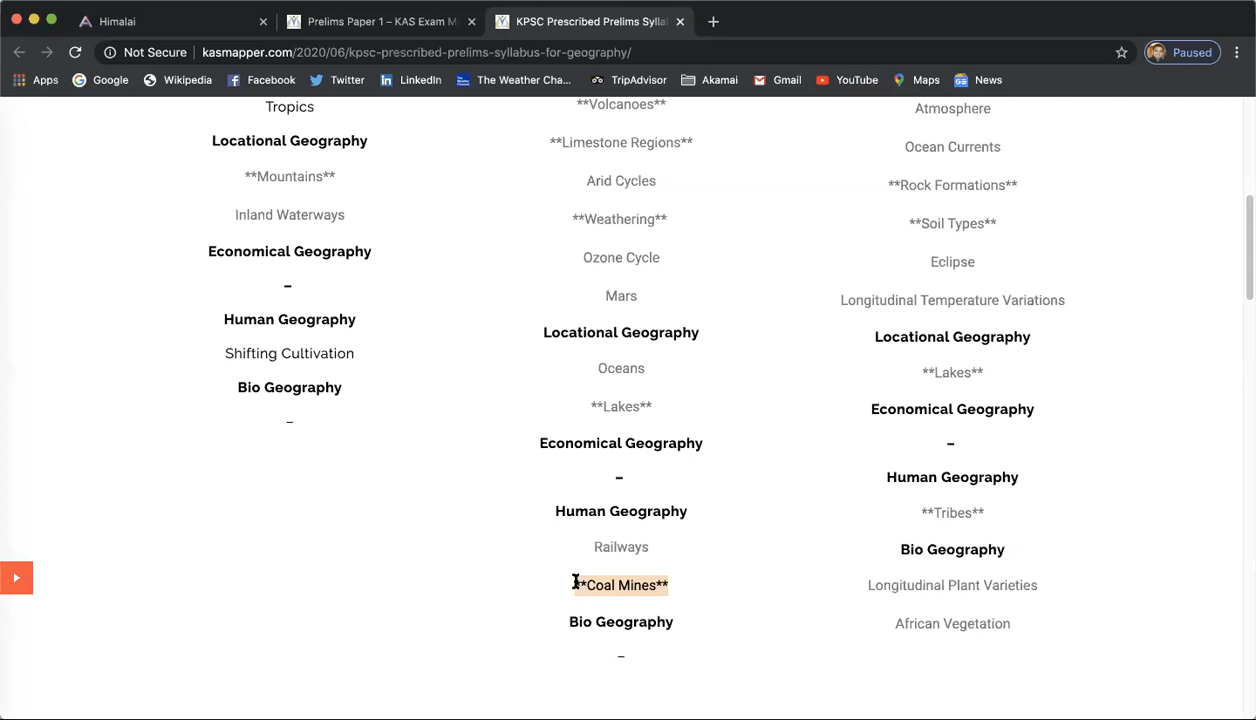 Himalai
Prelims Paper 1 – KAS Exam M
KPSC Prescribed Prelims Sylla
Not Secure
kasmapper.com/2020/06/kpsc-prescribed-prelims-syllabus-for-geography/
Paused
Apps
Google
Wikipedia
Facebook
Twitter
LinkedIn
The Weather Cha...
TripAdvisor
Akamai
Gmail
YouTube
Maps
News
Tropics
Locational Geography
**Mountains**
Inland Waterways
Economical Geography
–
Human Geography
Shifting Cultivation
Bio Geography
–
**Volcanoes**
**Limestone Regions**
Arid Cycles
**Weathering**
Ozone Cycle
Mars
Locational Geography
Oceans
**Lakes**
Economical Geography
–
Human Geography
Railways
**Coal Mines**
Bio Geography
–
Atmosphere
Ocean Currents
**Rock Formations**
**Soil Types**
Eclipse
Longitudinal Temperature Variations
Locational Geography
**Lakes**
Economical Geography
–
Human Geography
**Tribes**
Bio Geography
Longitudinal Plant Varieties
African Vegetation